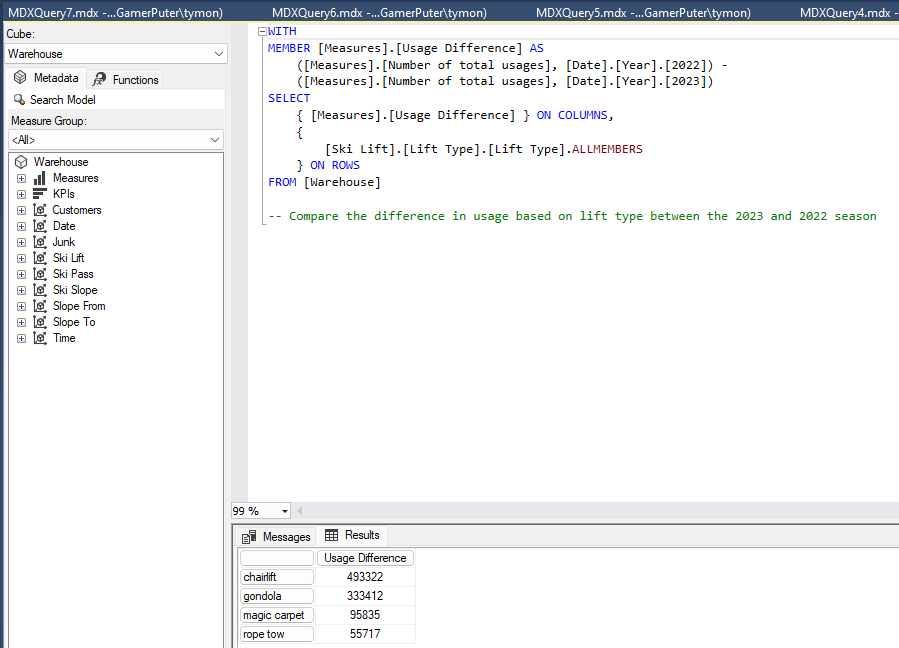 MDXQuery7.mdx -...GamerPuter\tymon) MDXQuery6.mdx -...GamerPuter\tymon) MDXQuery5.mdx -...GamerPuter\tymon) MDXQuery4.mdx -
Cube:
Warehouse
Metadata Functions
Search Model
Measure Group:
<All>
Warehouse
Measures
KPIs
Customers
Date
Junk
Ski Lift
Ski Pass
Ski Slope
Slope From
Slope To
Time
WITH
MEMBER [Measures].[Usage Difference] AS
([Measures].[Number of total usages], [Date].[Year].[2022]) -
([Measures].[Number of total usages], [Date].[Year].[2023])
SELECT
{ [Measures].[Usage Difference] } ON COLUMNS,
{
[Ski Lift].[Lift Type].[Lift Type].ALLMEMBERS
} ON ROWS
FROM [Warehouse]
-- Compare the difference in usage based on lift type between the 2023 and 2022 season
99 %
Messages Results
Usage Difference
chairlift 493322
gondola 333412
magic carpet 95835
rope tow 55717